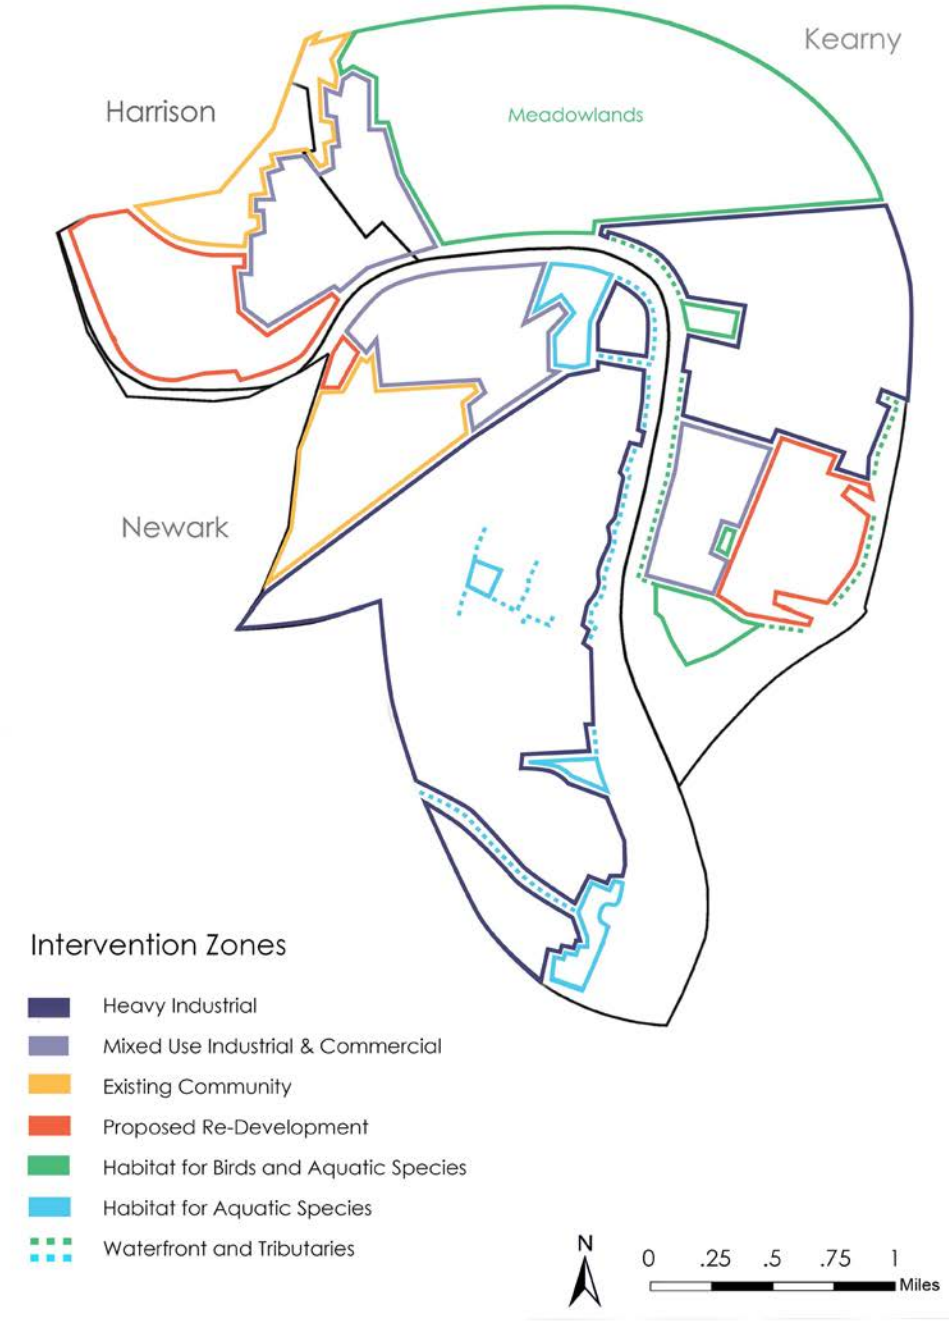 Kearny
Harrison
Meadowlands
Newark
Intervention Zones
Heavy Industrial
Mixed Use Industrial & Commercial
Existing Community
Proposed Re-Development
Habitat for Birds and Aquatic Species
Habitat for Aquatic Species
Waterfront and Tributaries
N
0 .25 .5 .75 1
Miles